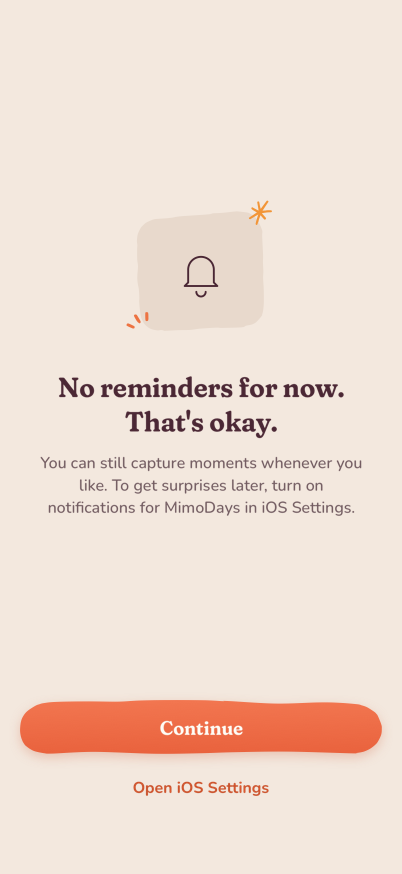 No reminders for now.
That's okay.
You can still capture moments whenever you
like. To get surprises later, turn on
notifications for MimoDays in iOS Settings.
Continue
Open iOS Settings